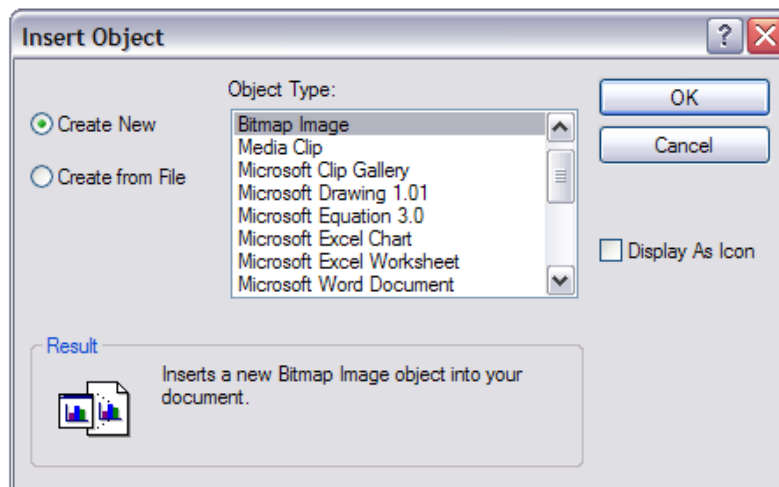 Insert Object
Object Type:
Create New
Create from File
Bitmap Image
Media Clip
Microsoft Clip Gallery
Microsoft Drawing 1.01
Microsoft Equation 3.0
Microsoft Excel Chart
Microsoft Excel Worksheet
Microsoft Word Document
OK
Cancel
Display As Icon
Result
Inserts a new Bitmap Image object into your
document.